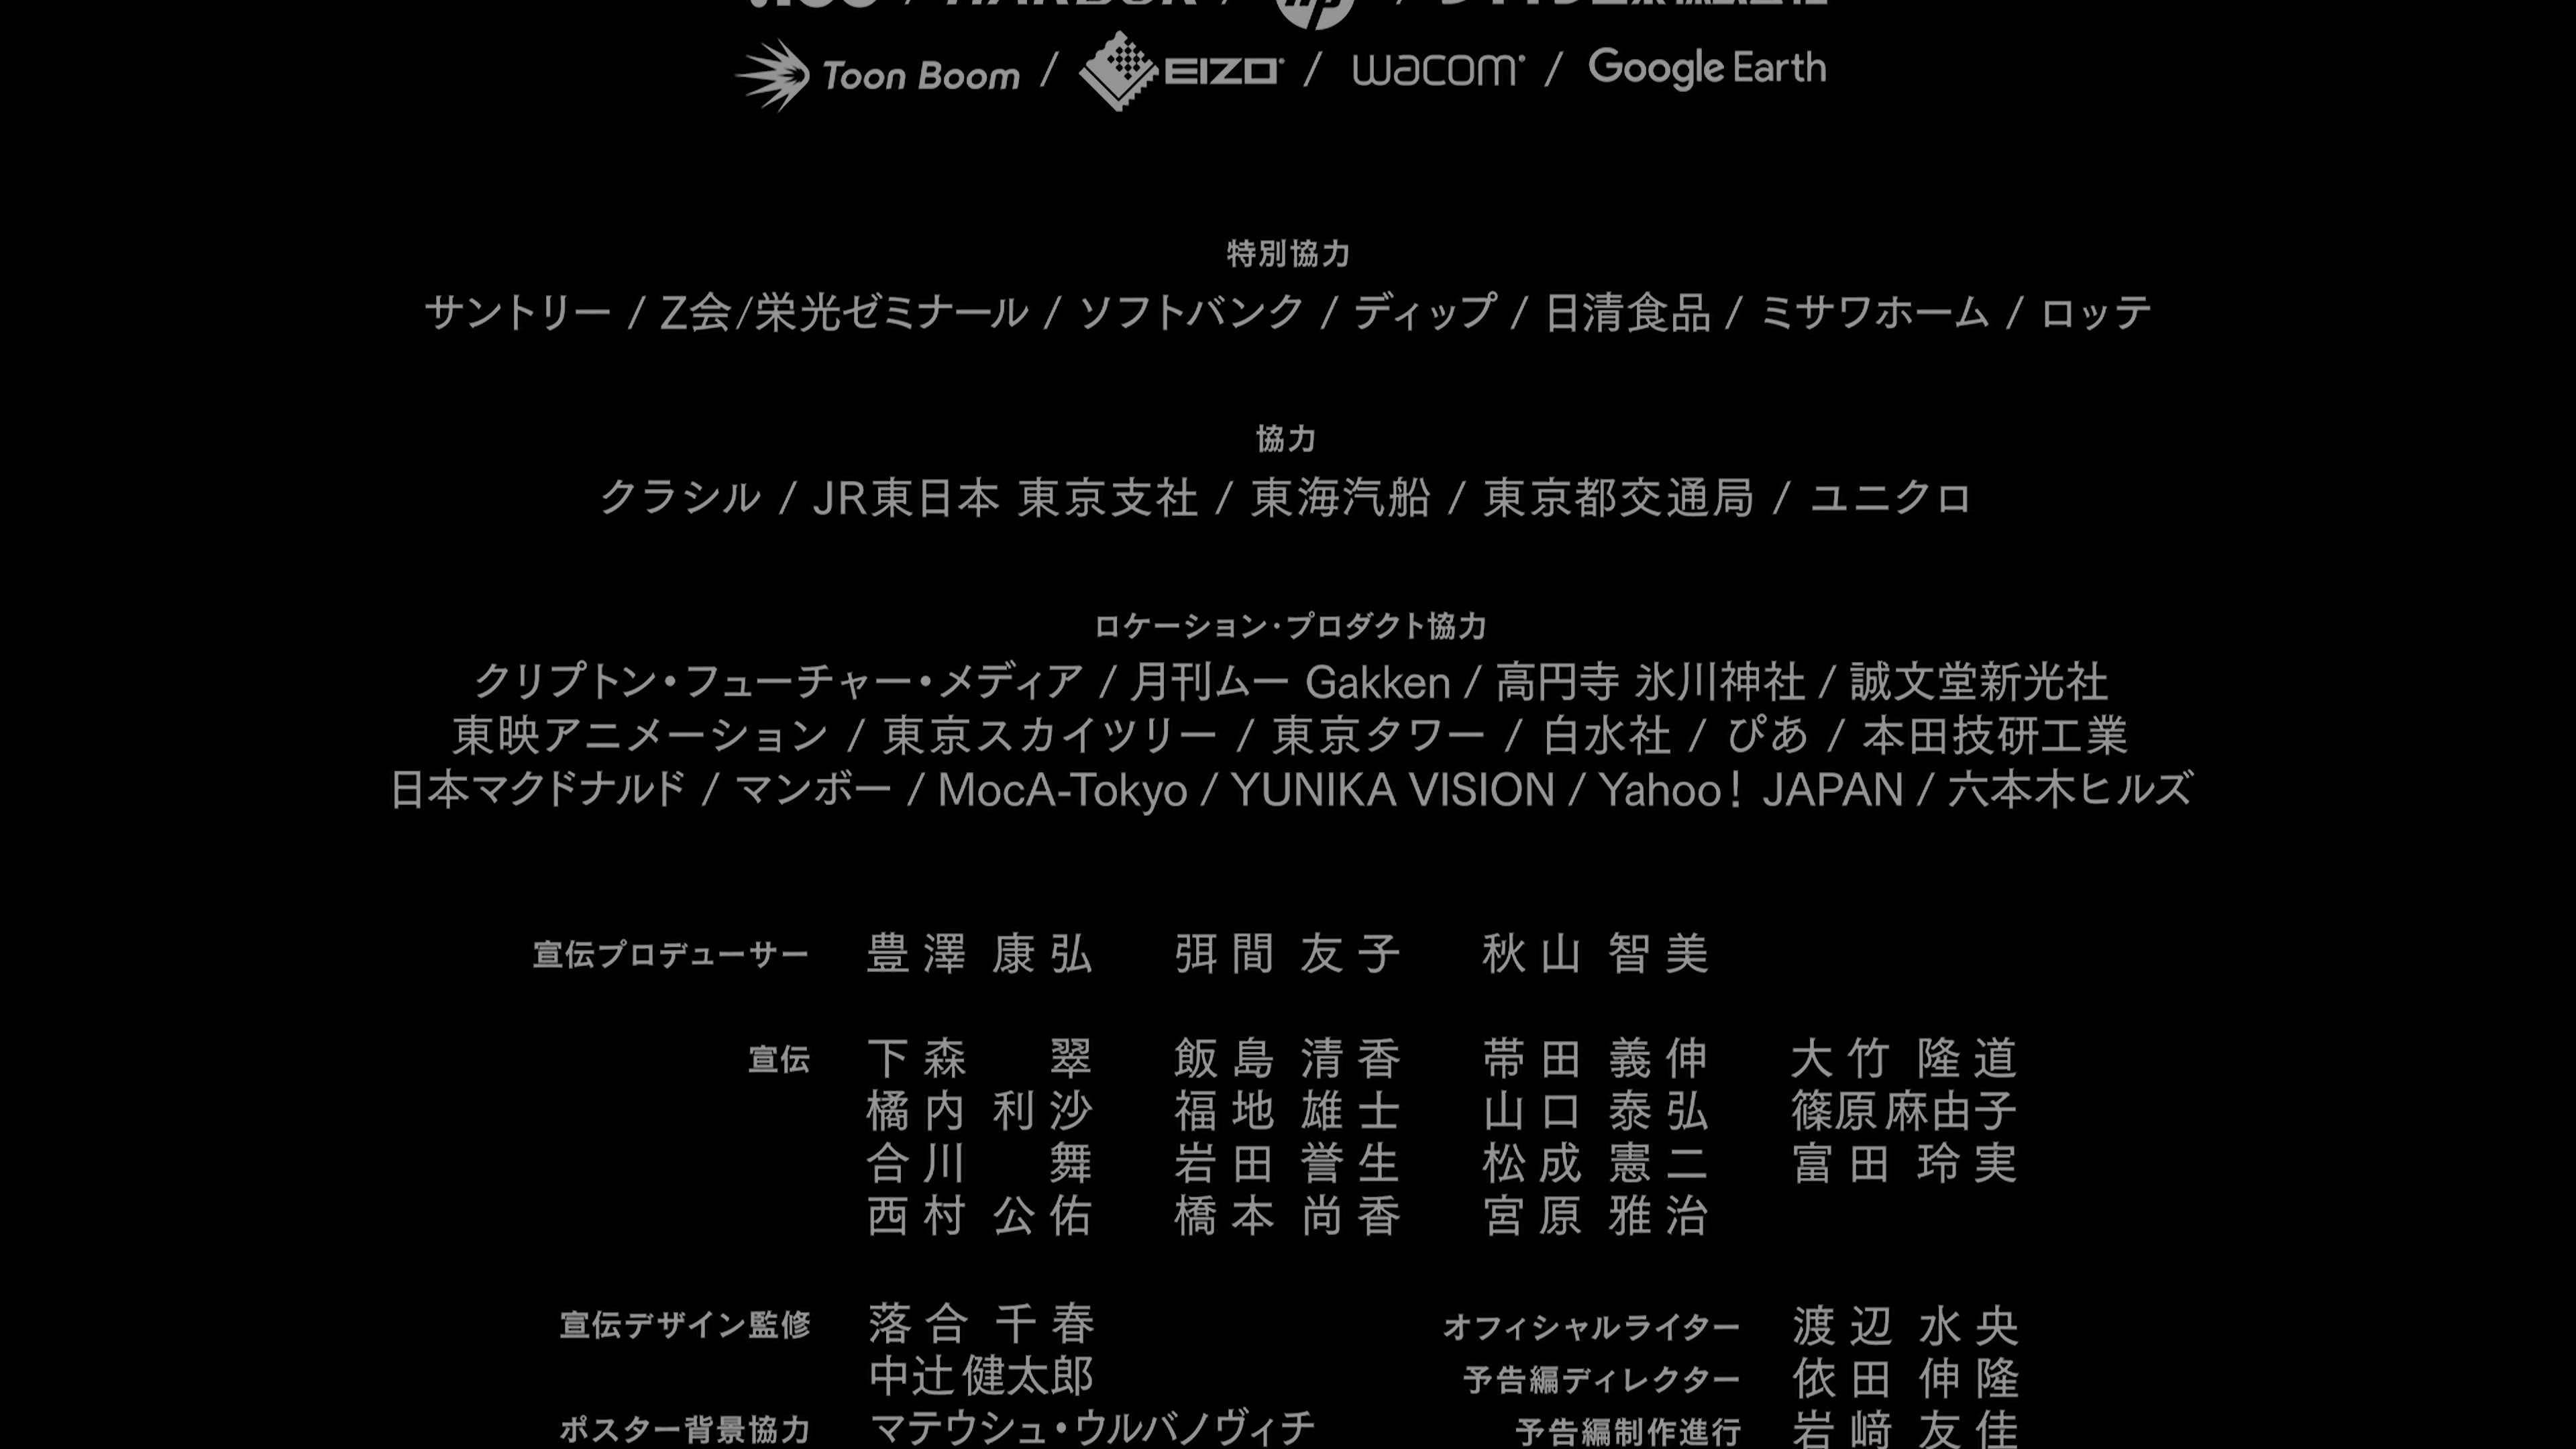 Toon Boom / EIZO / wacom / Google Earth
特別協力
サントリー / Z会/栄光ゼミナール / ソフトバンク / ディップ / 日清食品 / ミサワホーム / ロッテ
協力
クラシル / JR東日本 東京支社 / 東海汽船 / 東京都交通局 / ユニクロ
ロケーション・プロダクト協力
クリプトン・フューチャー・メディア / 月刊ムー Gakken / 高円寺 氷川神社 / 誠文堂新光社
東映アニメーション / 東京スカイツリー / 東京タワー / 白水社 / ぴあ / 本田技研工業
日本マクドナルド / マンボー / MocA-Tokyo / YUNIKA VISION / Yahoo! JAPAN / 六本木ヒルズ
宣伝プロデューサー 豊澤 康弘 弭間 友子 秋山 智美
宣伝 下森 翠 飯島 清香 帯田 義伸 大竹 隆道
橘内 利沙 福地 雄士 山口 泰弘 篠原麻由子
合川 舞 岩田 誉生 松成 憲二 富田 玲実
西村 公佑 橋本 尚香 宮原 雅治
宣伝デザイン監修 落合 千春 オフィシャルライター 渡辺 水央
中辻健太郎 予告編ディレクター 依田 伸隆
ポスター背景協力 マテウシュ・ウルバノヴィチ 予告編制作進行 岩﨑 友佳